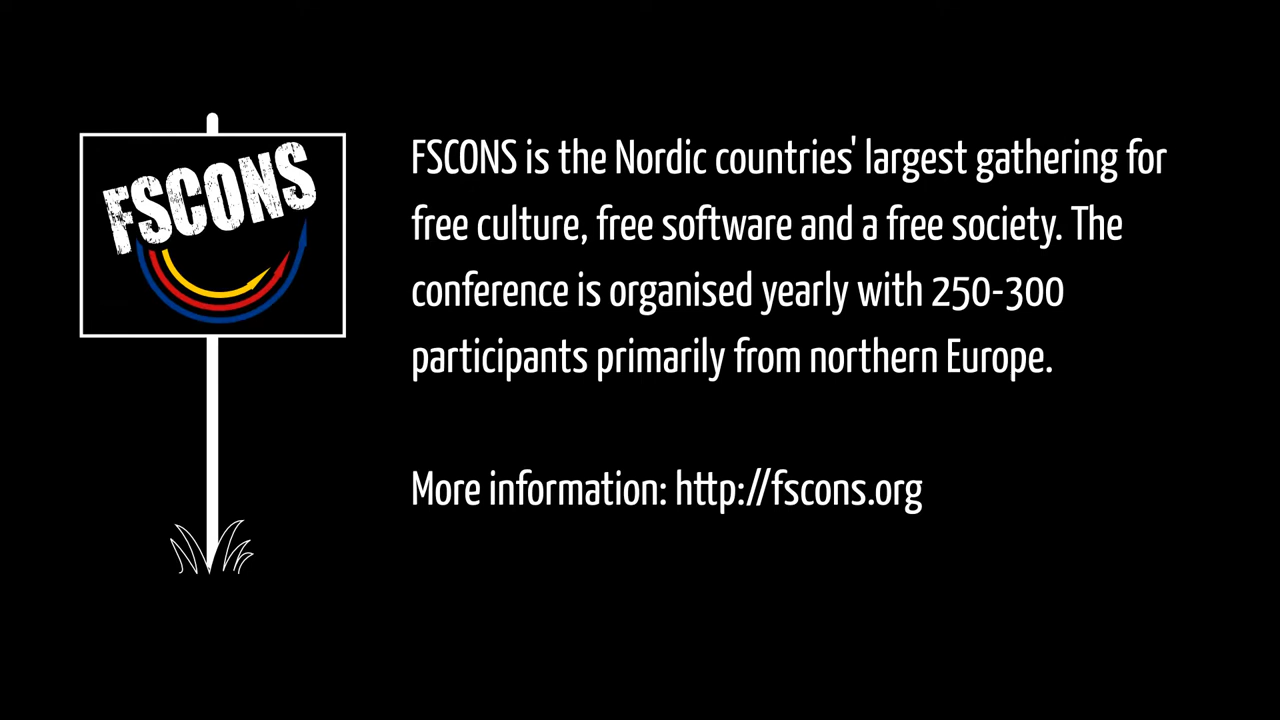 FSCONS
FSCONS is the Nordic countries' largest gathering for
free culture, free software and a free society. The
conference is organised yearly with 250-300
participants primarily from northern Europe.
More information: http://fscons.org